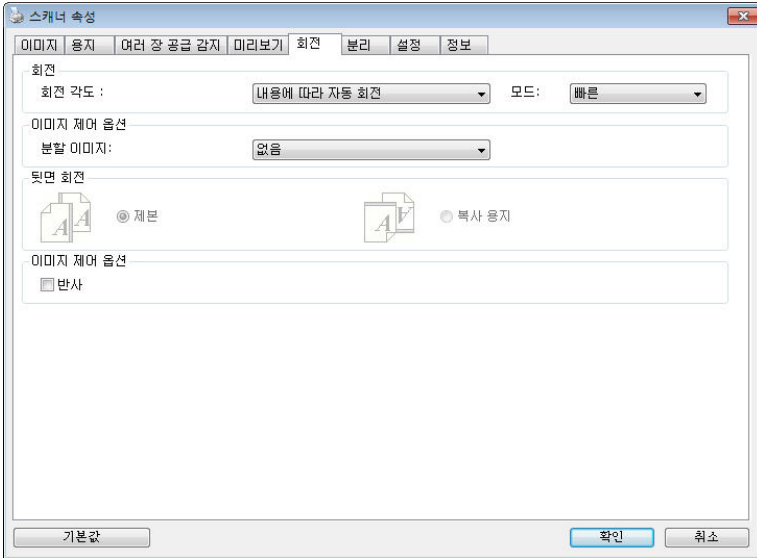 스캐너 속성
이미지 용지 여러 장 공급 감지 미리보기 회전 분리 설정 정보
회전
회전 각도 : 내용에 따라 자동 회전 모드: 빠른
이미지 제어 옵션
분할 이미지: 없음
뒷면 회전
A A 제본 A A 복사 용지
이미지 제어 옵션
반사
기본값 확인 취소